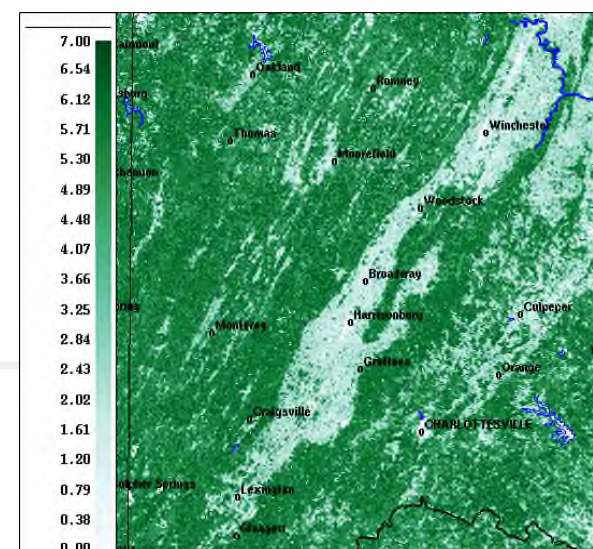 7.00
6.54
6.12
5.71
5.30
4.89
4.48
4.07
3.66
3.25
2.84
2.43
2.02
1.61
1.20
0.79
0.38
0.00
Oakland
Romney
Thomas
Moorefield
Winchester
Woodstock
Broadway
Harrisonburg
Monterey
Culpeper
Grottoes
Orange
Craigsville
CHARLOTTESVILLE
Lexington
Glasgow
Springs